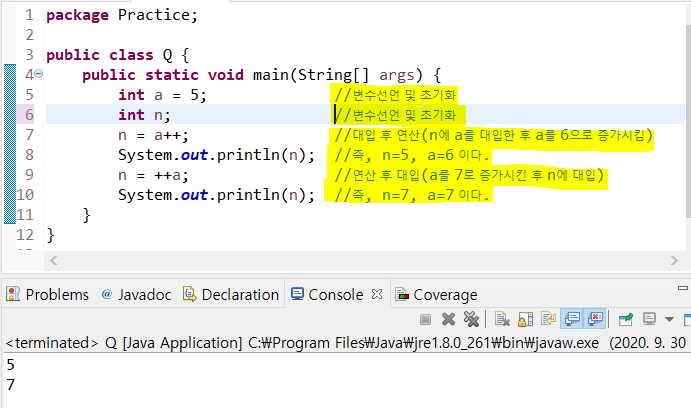 1 package Practice;
2
3 public class Q {
4 public static void main(String[] args) {
5 int a = 5; //변수선언 및 초기화
6 int n; //변수선언 및 초기화
7 n = a++; //대입 후 연산(n에 a를 대입한 후 a를 6으로 증가시킴)
8 System.out.println(n); //즉, n=5, a=6 이다.
9 n = ++a; //연산 후 대입(a를 7로 증가시킨 후 n에 대입)
10 System.out.println(n); //즉, n=7, a=7 이다.
11 }
12 }
Problems @ Javadoc Declaration Console Coverage
<terminated> Q [Java Application] C:₩Program Files₩Java₩jre1.8.0_261₩bin₩javaw.exe (2020. 9. 30
5
7